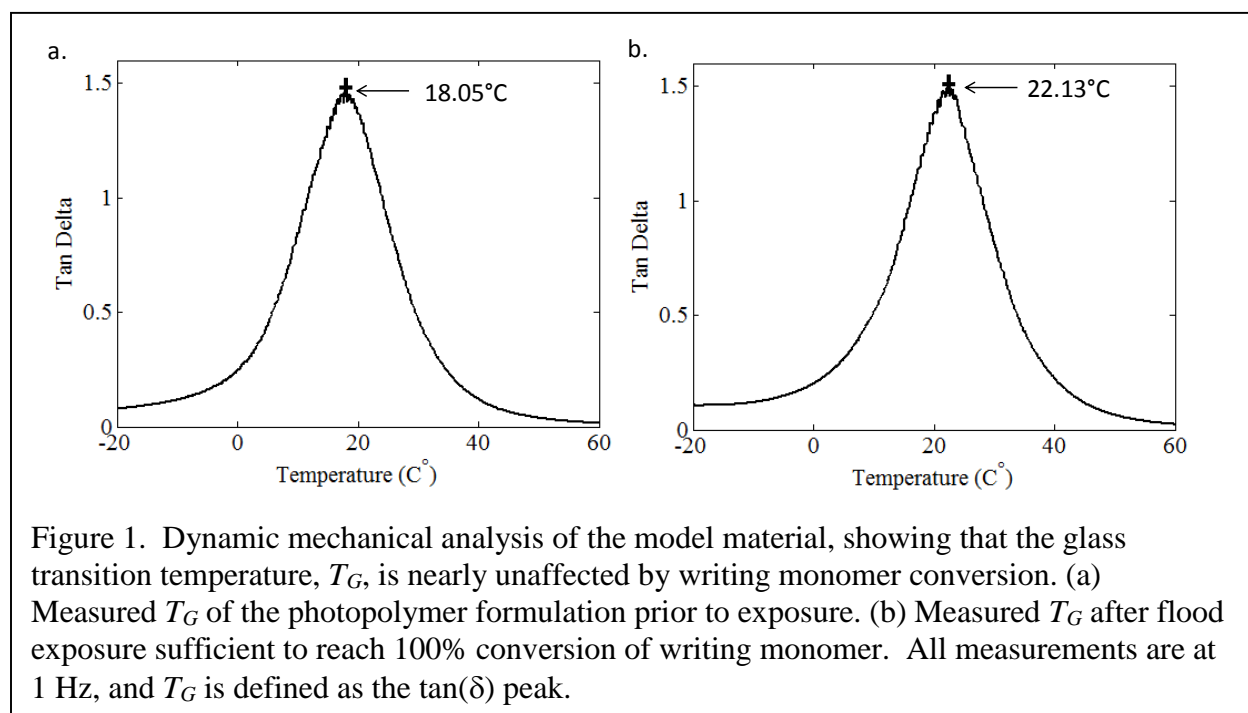 a.
1.5
1
0.5
0
-20
0
20
40
60
Tan Delta
Temperature (C°)
18.05°C
b.
1.5
1
0.5
0
-20
0
20
40
60
Tan Delta
Temperature (C°)
22.13°C
Figure 1.  Dynamic mechanical analysis of the model material, showing that the glass
transition temperature, TG, is nearly unaffected by writing monomer conversion. (a)
Measured TG of the photopolymer formulation prior to exposure. (b) Measured TG after flood
exposure sufficient to reach 100% conversion of writing monomer.  All measurements are at
1 Hz, and TG is defined as the tan(δ) peak.